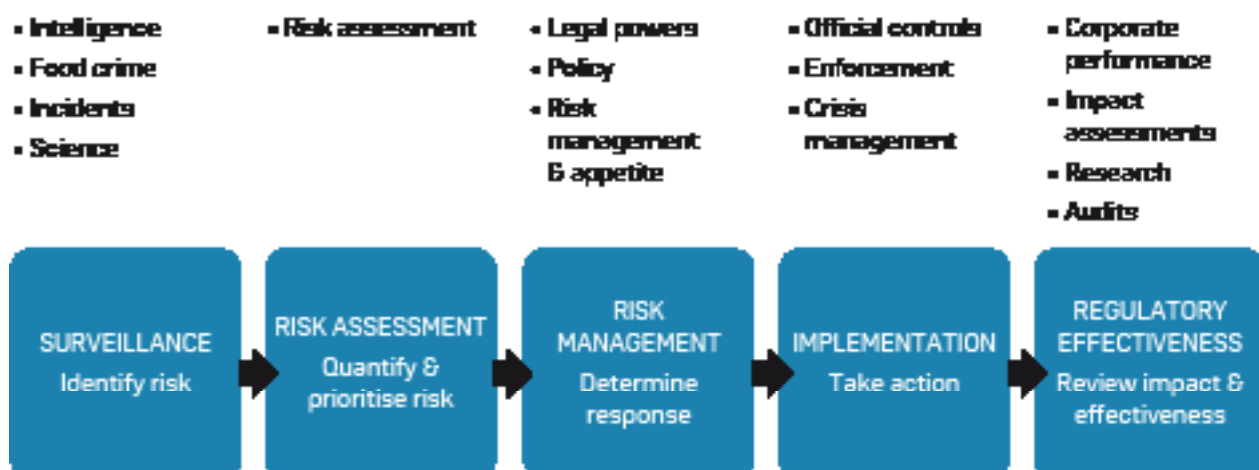 ▪ Intelligence
▪ Food crime
▪ Incidents
▪ Science
▪ Risk assessment
▪ Legal powers
▪ Policy
▪ Risk
management
& appetite
▪ Official controls
▪ Enforcement
▪ Crisis
management
▪ Corporate
performance
▪ Impact
assessments
▪ Research
▪ Audits
SURVEILLANCE
Identify risk
RISK ASSESSMENT
Quantify &
prioritise risk
RISK
MANAGEMENT
Determine
response
IMPLEMENTATION
Take action
REGULATORY
EFFECTIVENESS
Review impact &
effectiveness